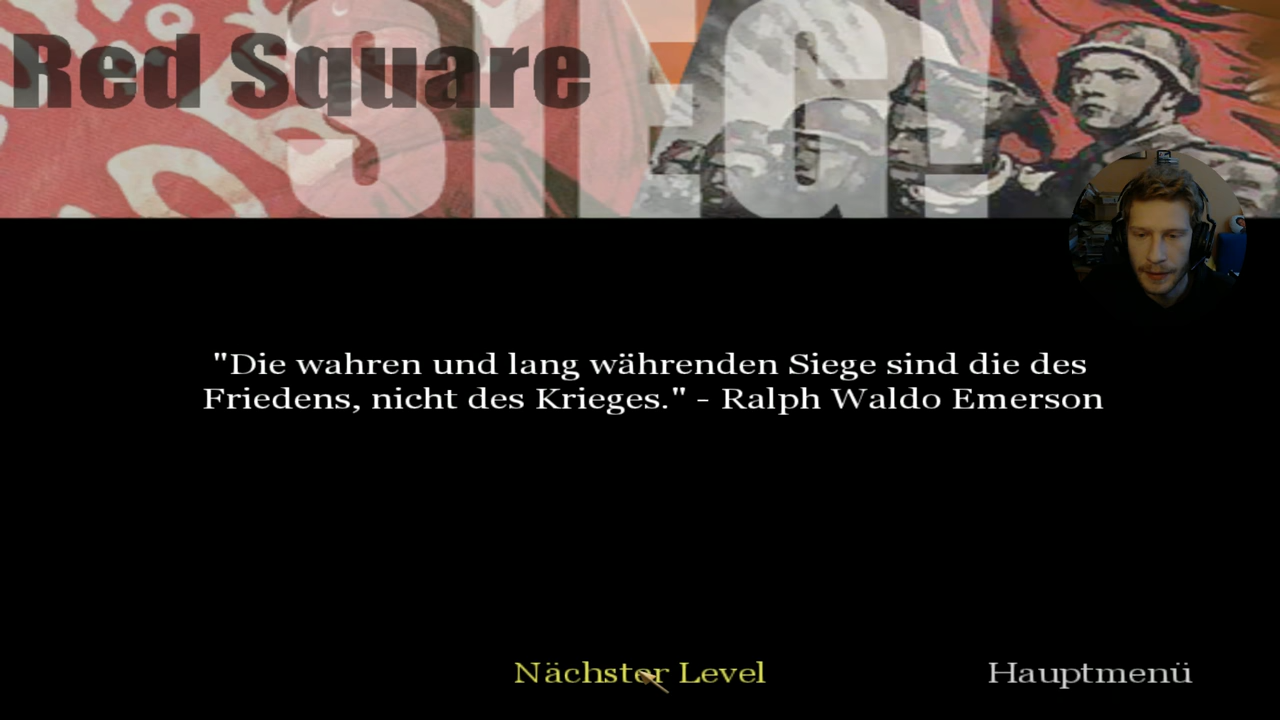 Red Square
SIEG!
"Die wahren und lang währenden Siege sind die des
Friedens, nicht des Krieges." - Ralph Waldo Emerson
Nächster Level
Hauptmenü